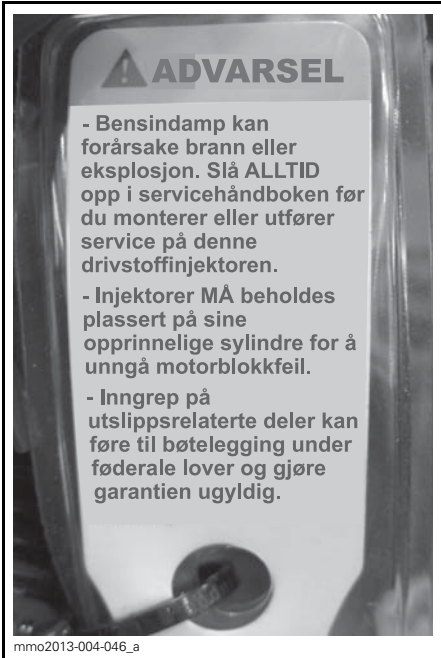 ADVARSEL
- Bensindamp kan
forårsake brann eller
eksplosjon. Slå ALLTID
opp i servicehåndboken før
du monterer eller utfører
service på denne
drivstoffinjektoren.
- Injektorer MÅ beholdes
plassert på sine
opprinnelige sylindre for å
unngå motorblokkfeil.
- Inngrep på
utslippsrelaterte deler kan
føre til bøtelegging under
føderale lover og gjøre
garantien ugyldig.
mmo2013-004-046_a